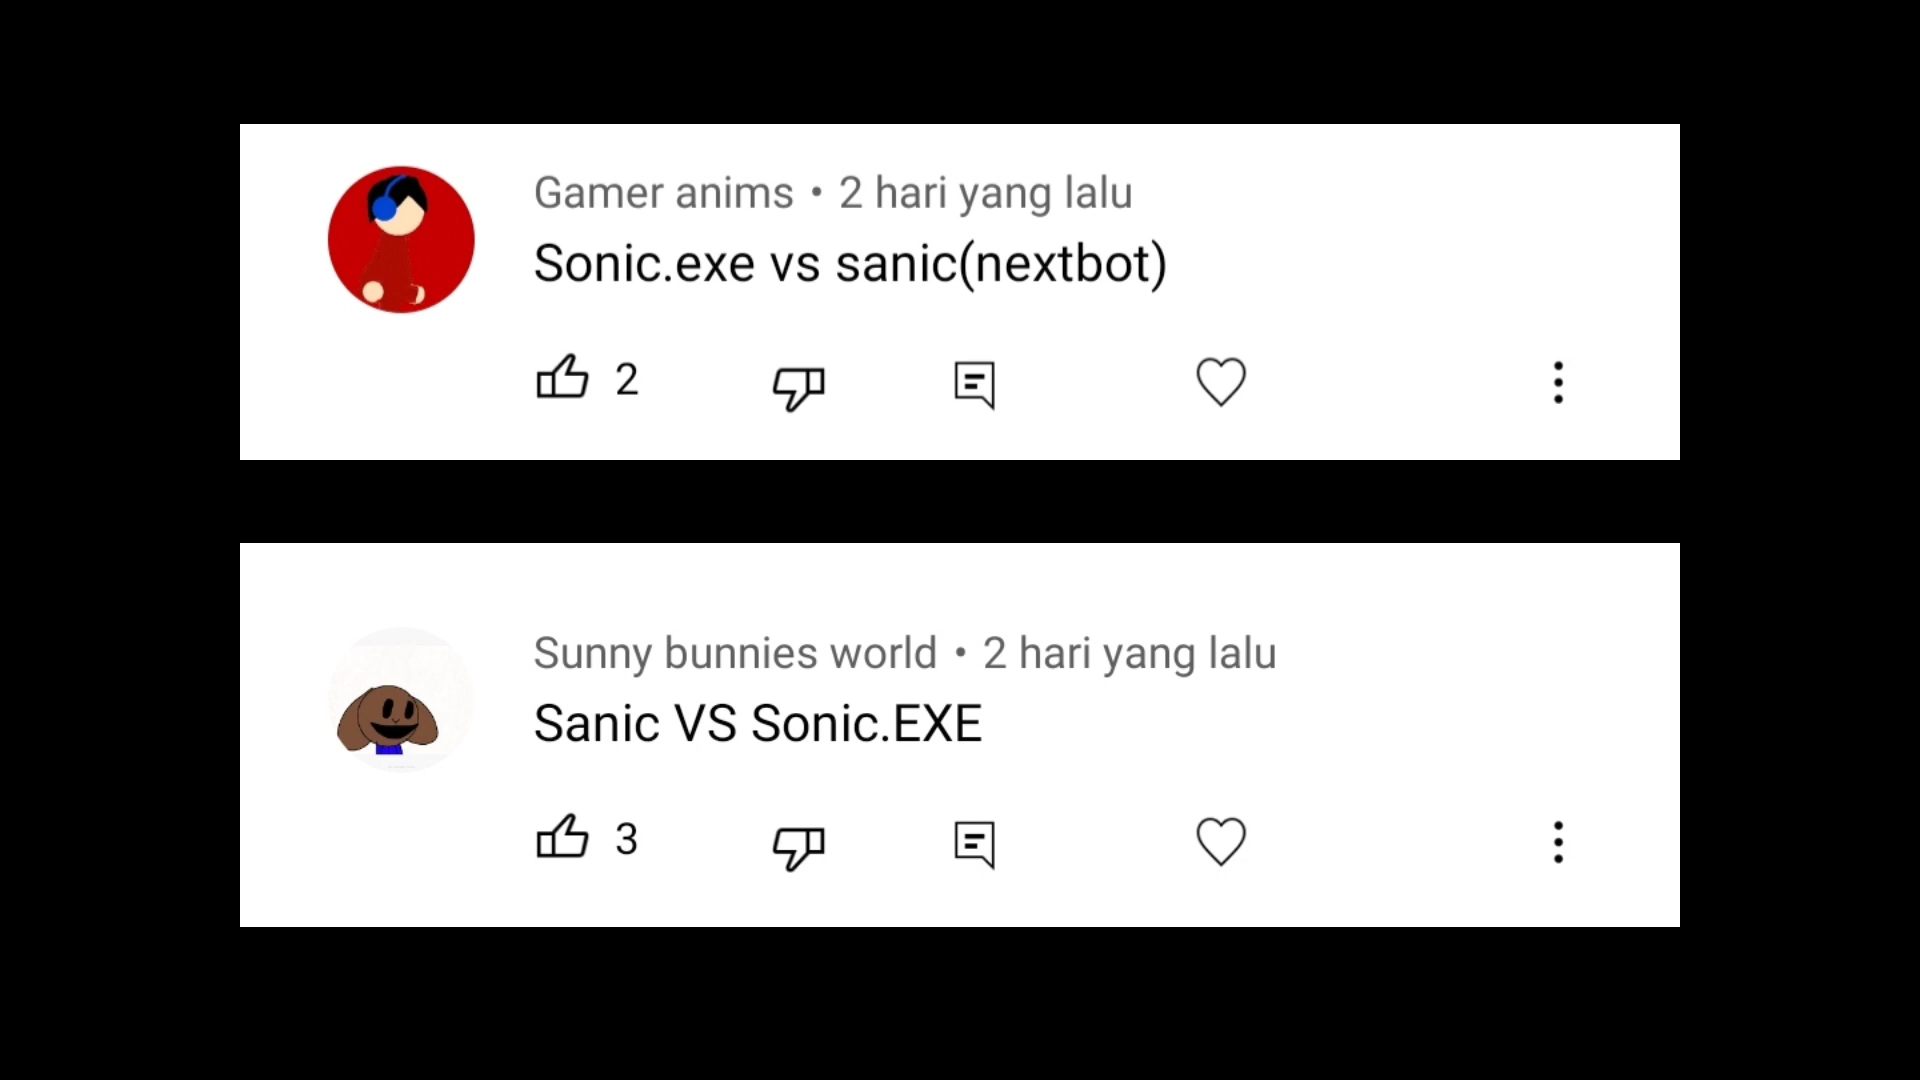 Gamer anims • 2 hari yang lalu
Sonic.exe vs sanic(nextbot)
2
Sunny bunnies world • 2 hari yang lalu
Sanic VS Sonic.EXE
3